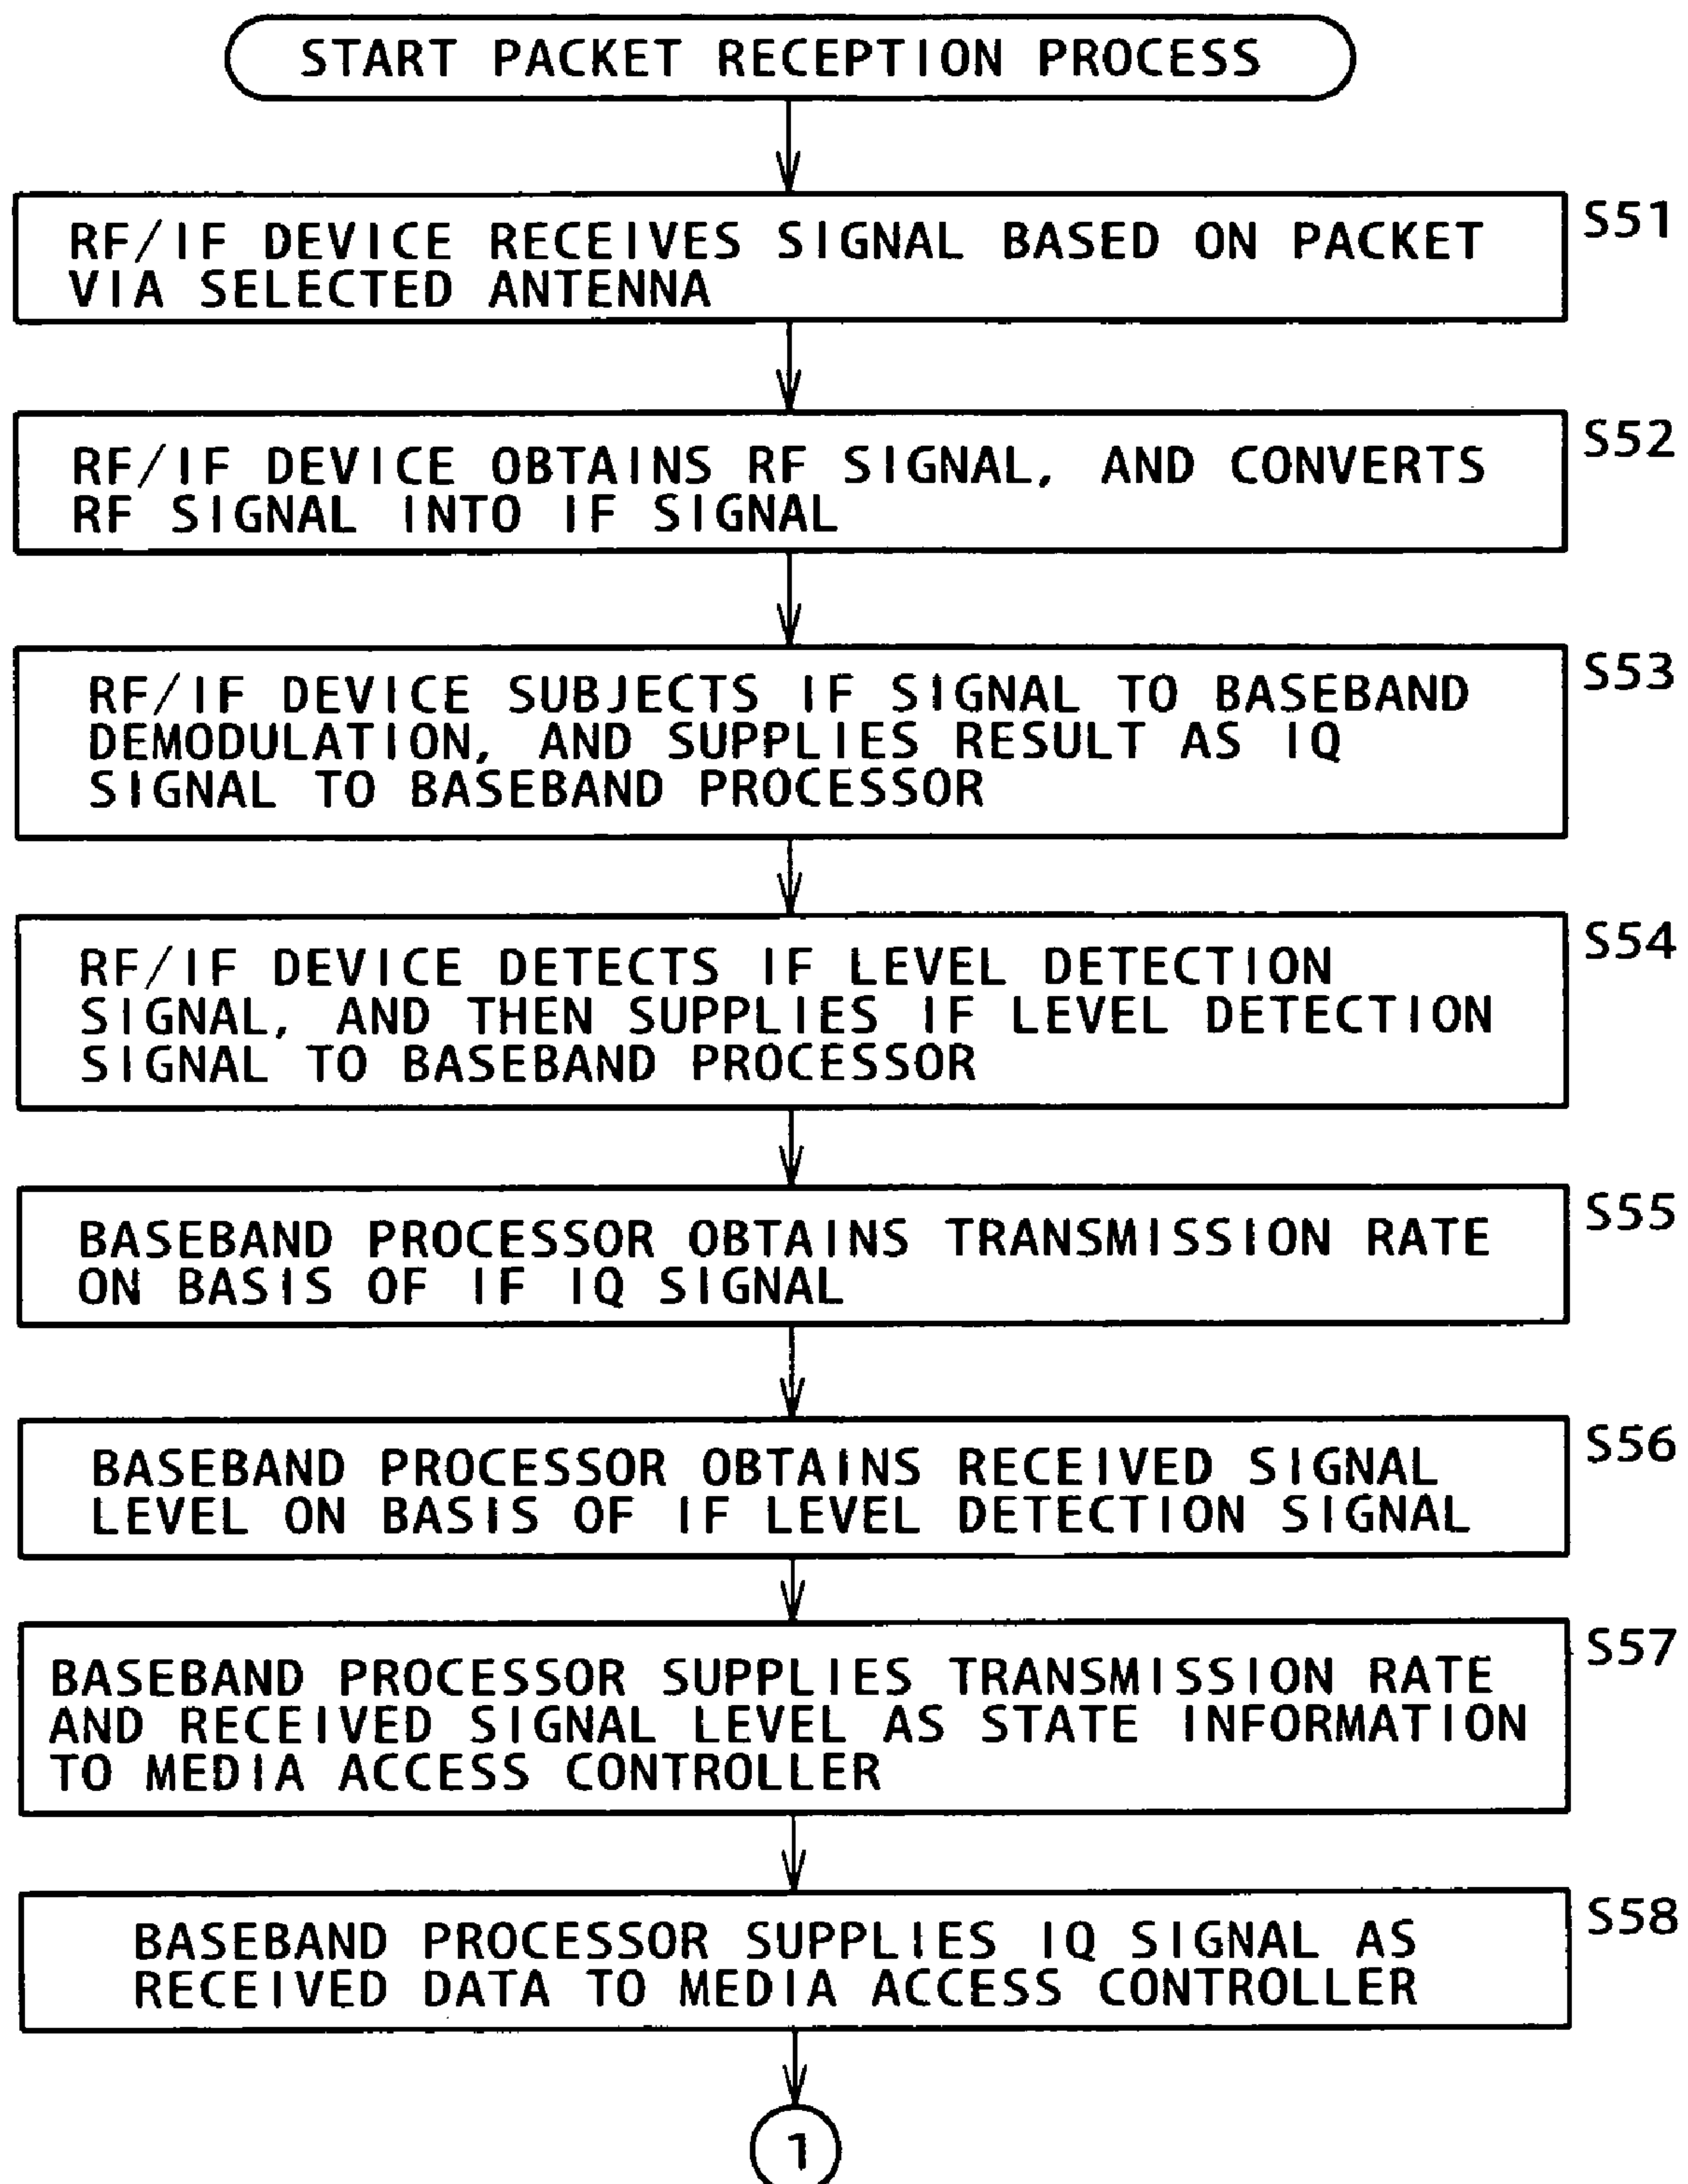 START PACKET RECEPTION PROCESS
S51
RF/IF DEVICE RECEIVES SIGNAL BASED ON PACKET
VIA SELECTED ANTENNA
S52
RF/IF DEVICE OBTAINS RF SIGNAL, AND CONVERTS
RF SIGNAL INTO IF SIGNAL
S53
RF/IF DEVICE SUBJECTS IF SIGNAL TO BASEBAND
DEMODULATION, AND SUPPLIES RESULT AS IQ
SIGNAL TO BASEBAND PROCESSOR
S54
RF/IF DEVICE DETECTS IF LEVEL DETECTION
SIGNAL, AND THEN SUPPLIES IF LEVEL DETECTION
SIGNAL TO BASEBAND PROCESSOR
S55
BASEBAND PROCESSOR OBTAINS TRANSMISSION RATE
ON BASIS OF IF IQ SIGNAL
S56
BASEBAND PROCESSOR OBTAINS RECEIVED SIGNAL
LEVEL ON BASIS OF IF LEVEL DETECTION SIGNAL
S57
BASEBAND PROCESSOR SUPPLIES TRANSMISSION RATE
AND RECEIVED SIGNAL LEVEL AS STATE INFORMATION
TO MEDIA ACCESS CONTROLLER
S58
BASEBAND PROCESSOR SUPPLIES IQ SIGNAL AS
RECEIVED DATA TO MEDIA ACCESS CONTROLLER
1